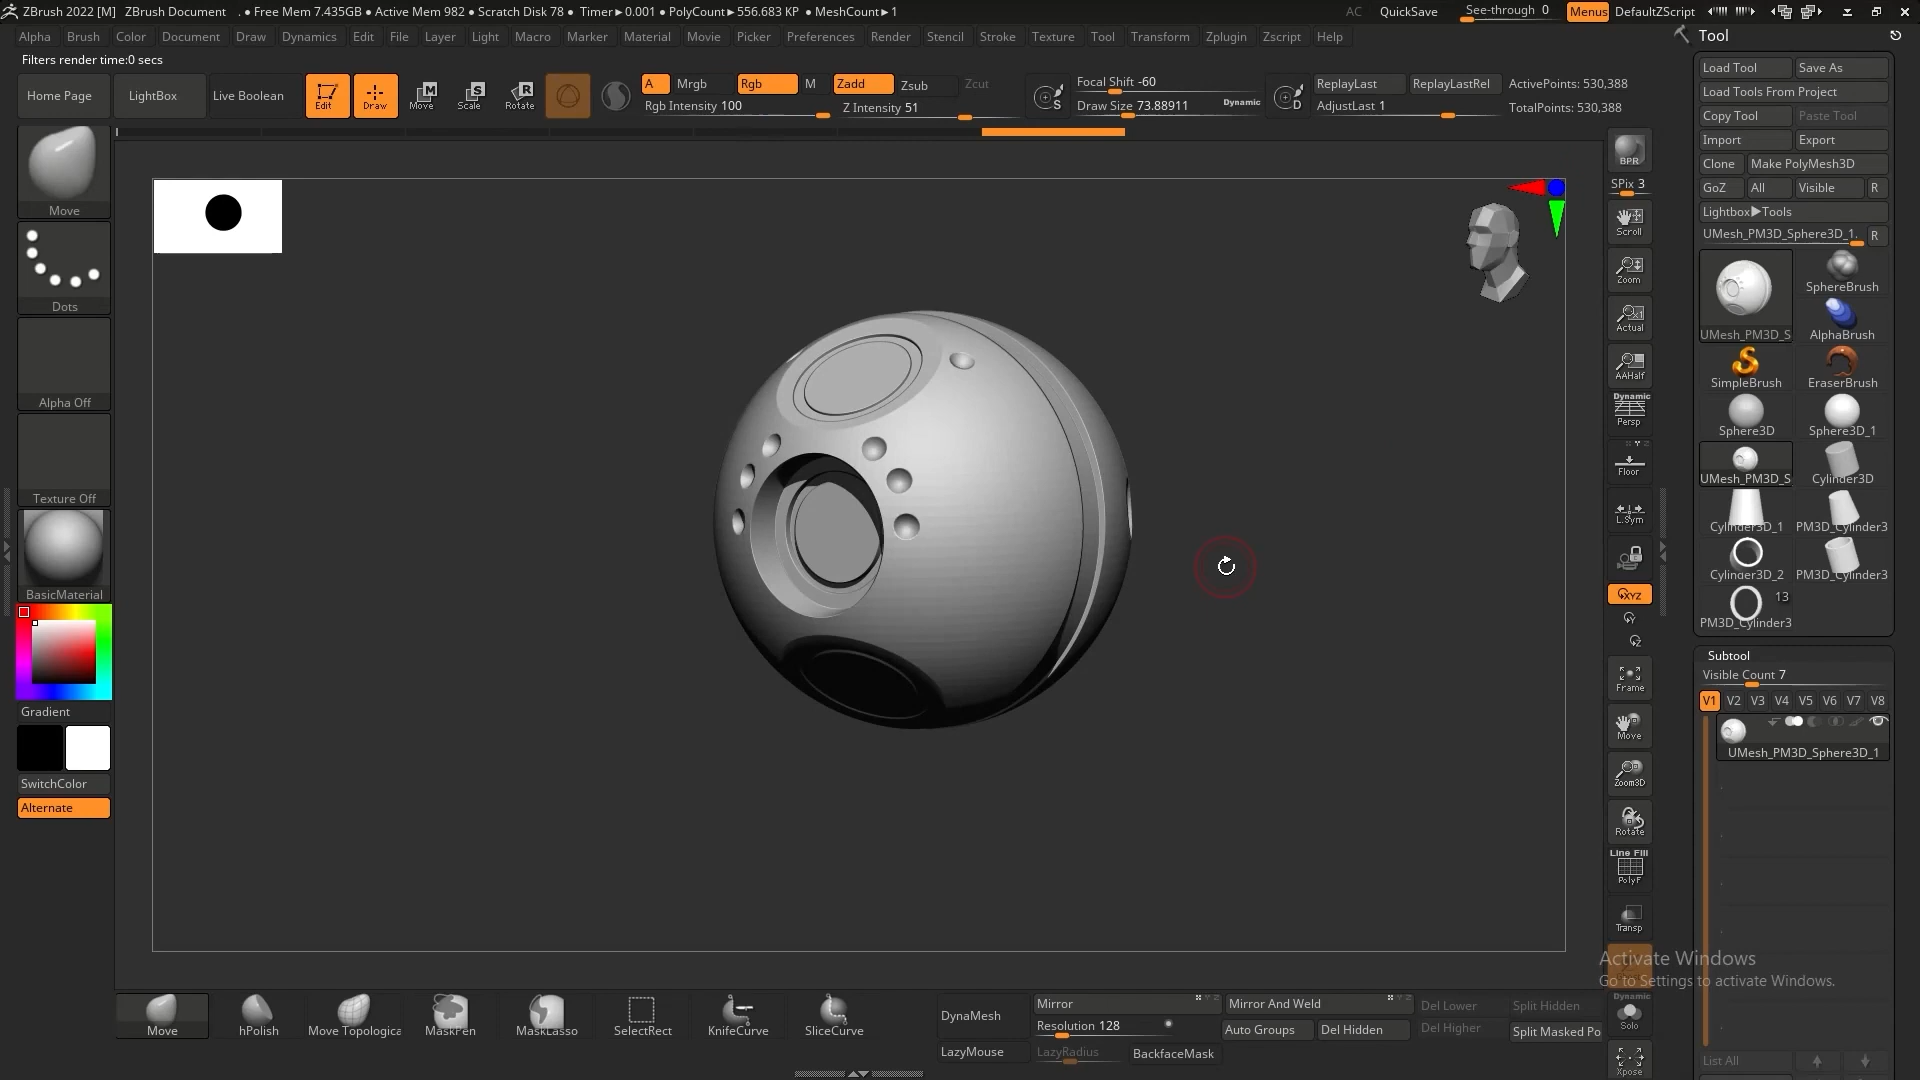 ZBrush 2022 [M] ZBrush Document . ● Free Mem 7.435GB ● Active Mem 982 ● Scratch Disk 78 ● Timer►0.001 ● PolyCount►556.683 KP ● MeshCount►1 AC QuickSave See-through 0 Menus DefaultZScript
Alpha Brush Color Document Draw Dynamics Edit File Layer Light Macro Marker Material Movie Picker Preferences Render Stencil Stroke Texture Tool Transform Zplugin Zscript Help
Filters render time:0 secs
Home Page LightBox Live Boolean Edit Draw Move Scale Rotate
A Mrgb Rgb M Zadd Zsub Zcut
Rgb Intensity 100 Z Intensity 51
S Focal Shift -60
Draw Size 73.88911 Dynamic
D ReplayLast ReplayLastRel ActivePoints: 530,388
AdjustLast 1 TotalPoints: 530,388
Move
Dots
Alpha Off
Texture Off
BasicMaterial
Gradient
SwitchColor
Alternate
BPR
SPix 3
Scroll
Zoom
Actual
AAHalf
Dynamic
Persp
Floor
L.Sym
XYZ
Y
Z
Frame
Move
Zoom3D
Rotate
Line Fill
PolyF
Transp
Dynamic
Solo
Xpose
Tool
Load Tool Save As
Load Tools From Project
Copy Tool Paste Tool
Import Export
Clone Make PolyMesh3D
GoZ All Visible R
Lightbox►Tools
UMesh_PM3D_Sphere3D_1. R
UMesh_PM3D_S SphereBrush
AlphaBrush
SimpleBrush EraserBrush
Sphere3D Sphere3D_1
UMesh_PM3D_S Cylinder3D
Cylinder3D_1 PM3D_Cylinder3
Cylinder3D_2 PM3D_Cylinder3
13
PM3D_Cylinder3
Subtool
Visible Count 7
V1 V2 V3 V4 V5 V6 V7 V8
UMesh_PM3D_Sphere3D_1
List All
Activate Windows
Go to Settings to activate Windows.
Move hPolish Move Topologica MaskPen MaskLasso SelectRect KnifeCurve SliceCurve
DynaMesh Mirror Mirror And Weld Del Lower Split Hidden
Resolution 128 Auto Groups Del Hidden Del Higher Split Masked Po
LazyMouse LazyRadius BackfaceMask